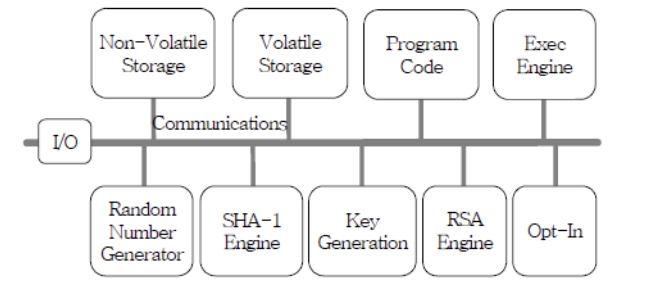 Non-Volatile
Storage
Volatile
Storage
Program
Code
Exec
Engine
Communications
I/O
Random
Number
Generator
SHA-1
Engine
Key
Generation
RSA
Engine
Opt-In